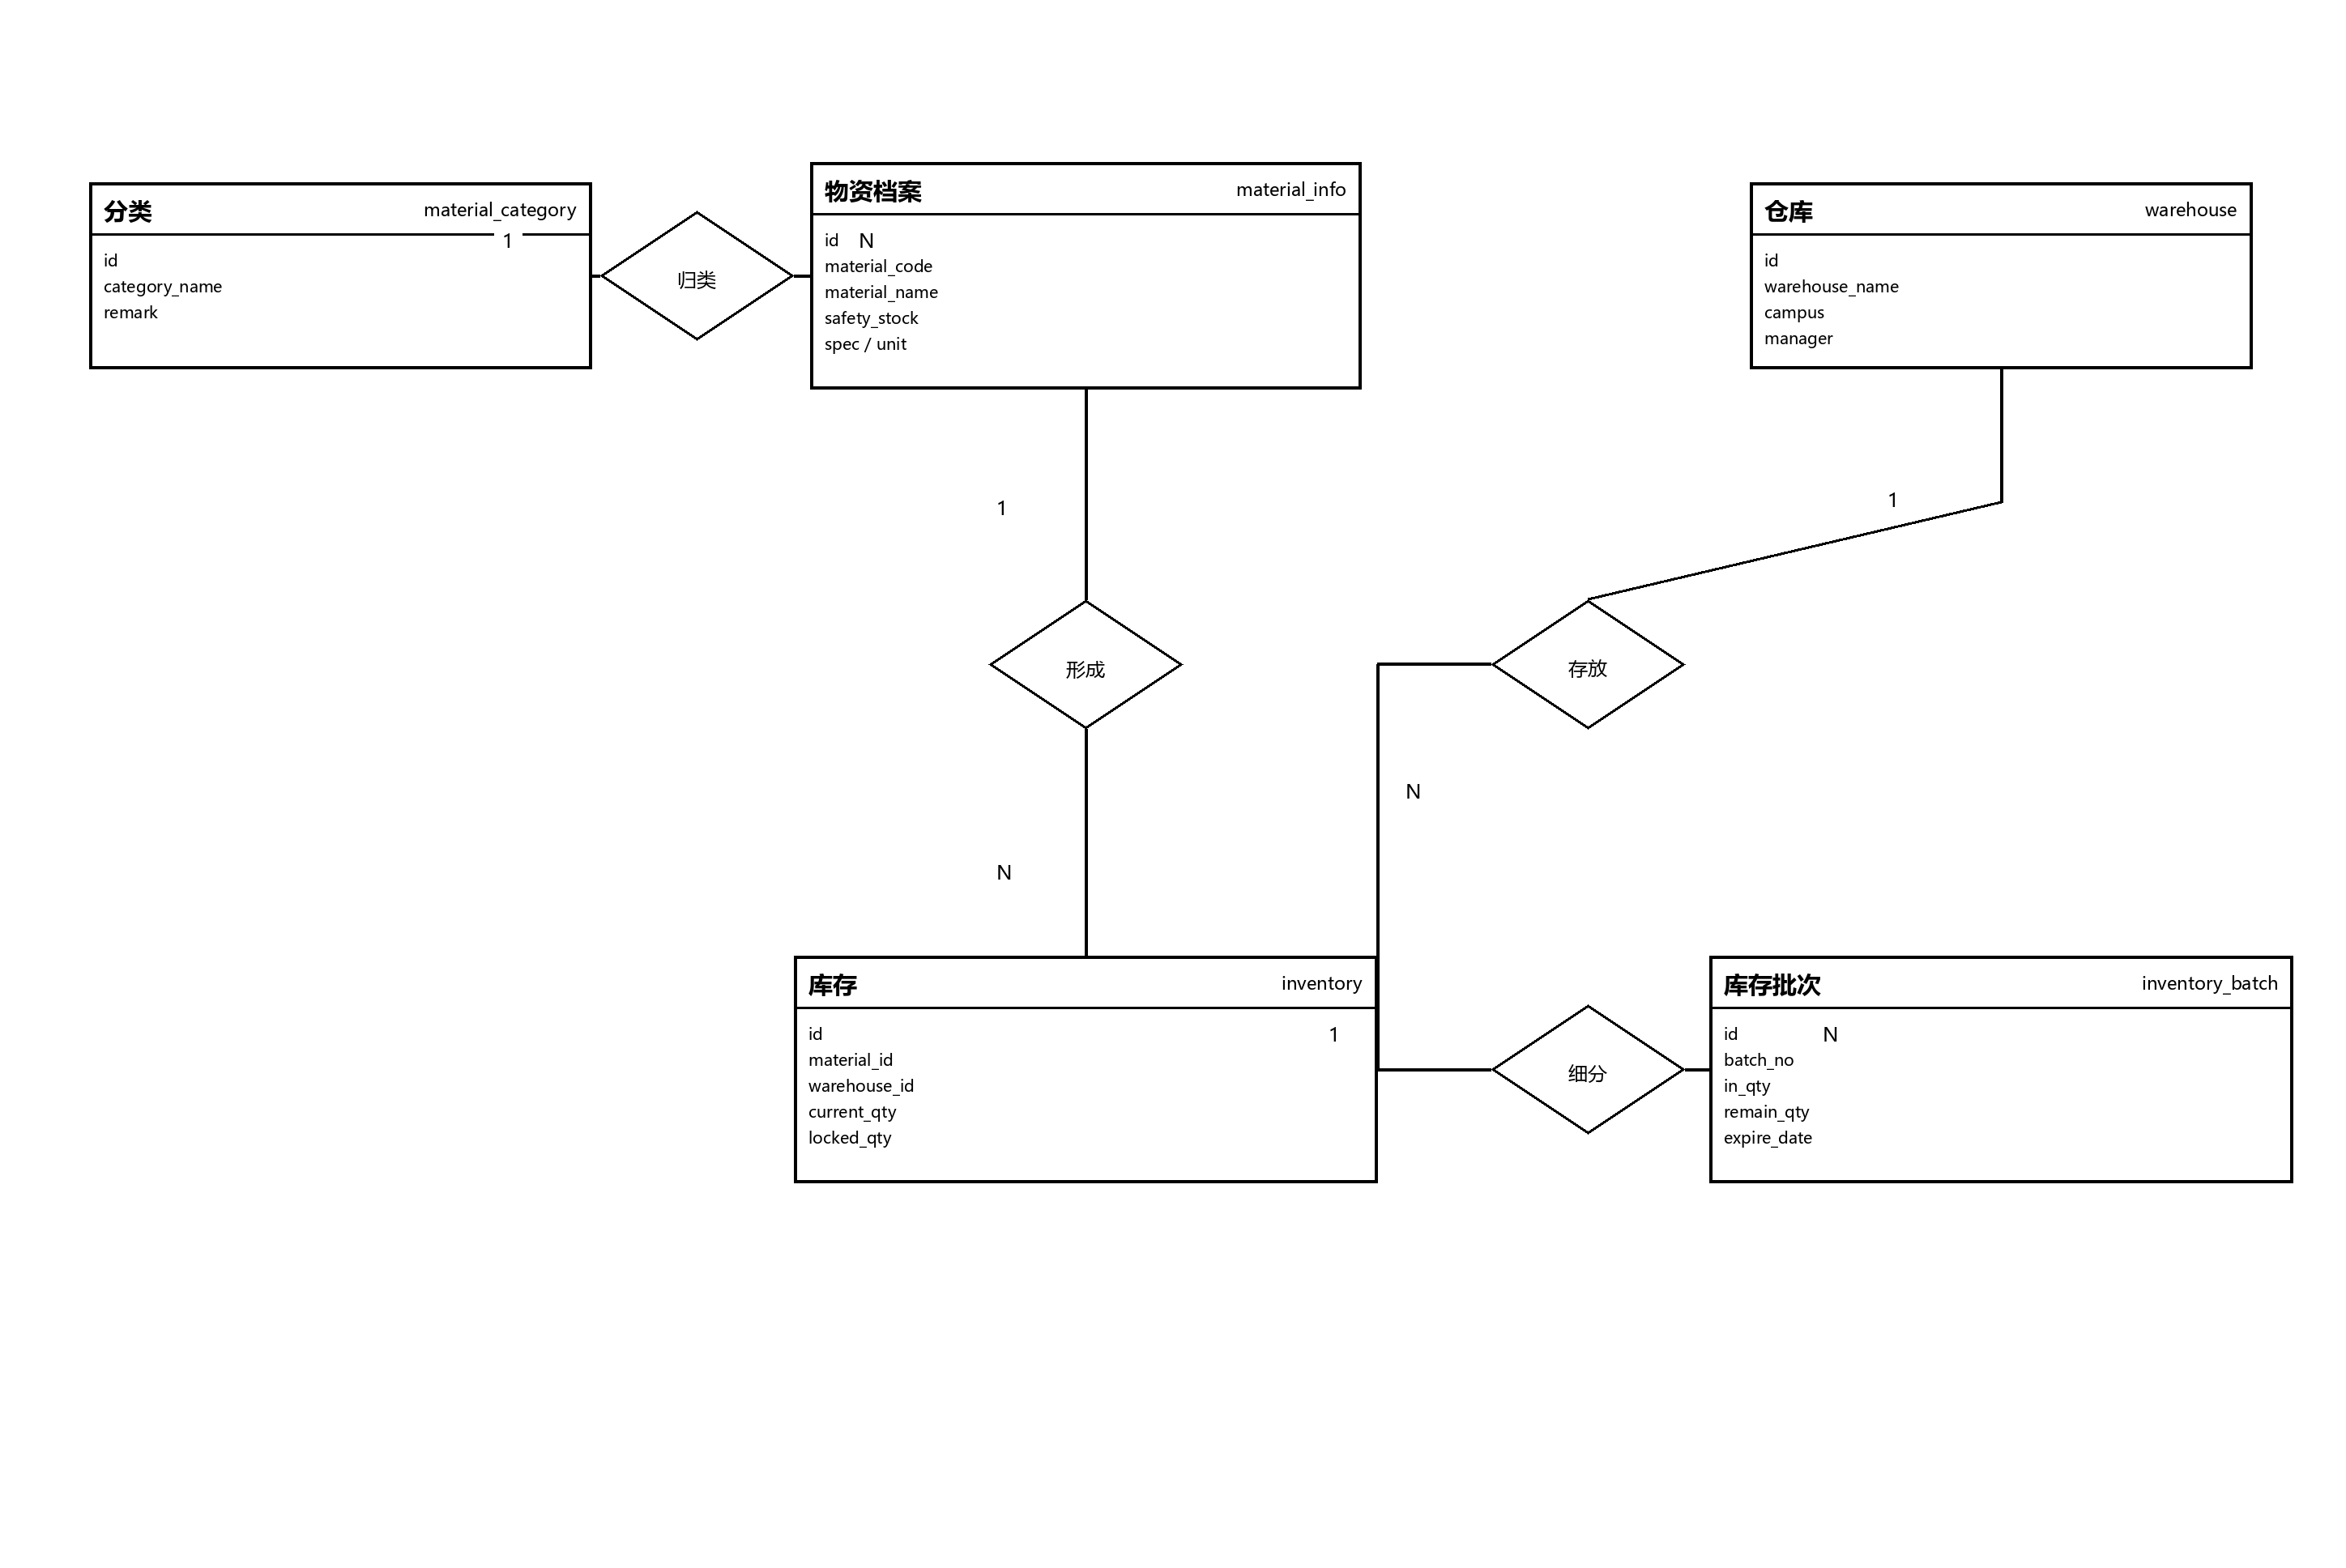 分类 material_category
1
id
category_name
remark
归类
物资档案 material_info
id N
material_code
material_name
safety_stock
spec / unit
仓库 warehouse
id
warehouse_name
campus
manager
1
1
形成
存放
N
N
库存 inventory
id 1
material_id
warehouse_id
current_qty
locked_qty
细分
库存批次 inventory_batch
id N
batch_no
in_qty
remain_qty
expire_date